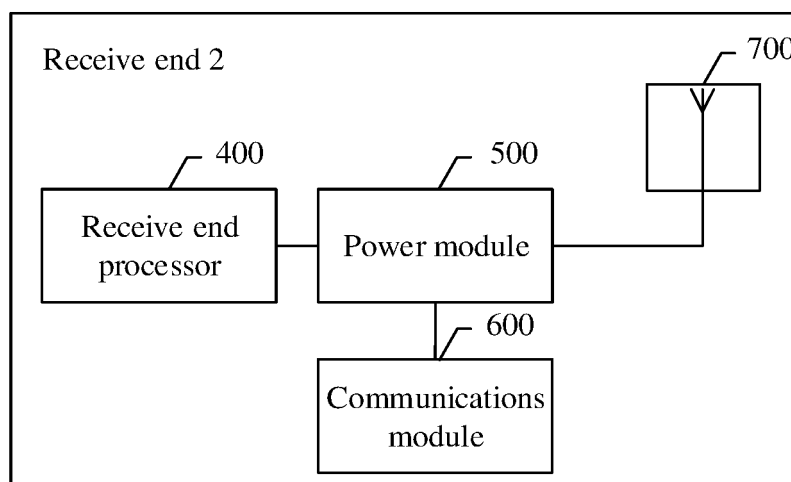 Receive end 2
700
400
500
Receive end
processor
Power module
600
Communications
module